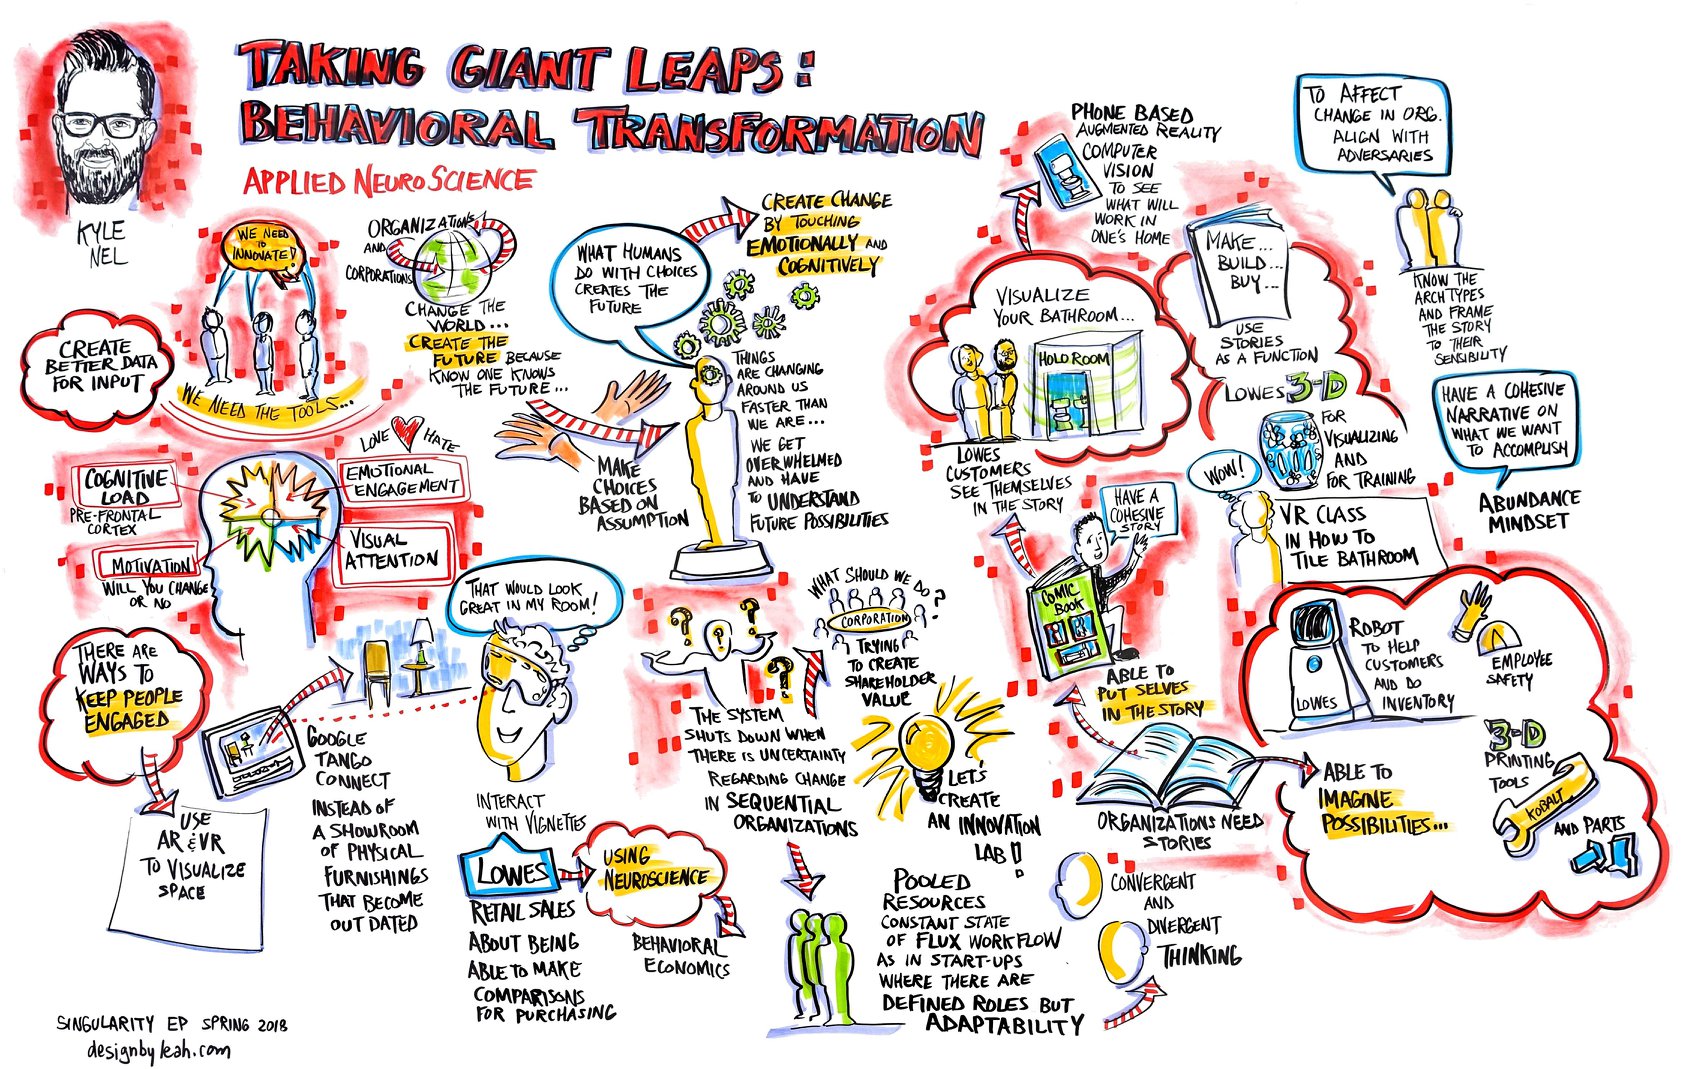 TAKING GIANT LEAPS:
BEHAVIORAL TRANSFORMATION
APPLIED NEUROSCIENCE
KYLE
NEL
WE NEED
TO
INNOVATE!
WE NEED THE TOOLS...
CREATE
BETTER DATA
FOR INPUT
ORGANIZATIONS
AND
CORPORATIONS
CHANGE THE
WORLD...
CREATE THE
FUTURE BECAUSE
KNOW ONE KNOWS
THE FUTURE...
WHAT HUMANS
DO WITH CHOICES
CREATES THE
FUTURE
CREATE CHANGE
BY TOUCHING
EMOTIONALLY AND
COGNITIVELY
MAKE
CHOICES
BASED ON
ASSUMPTION
THINGS
ARE CHANGING
AROUND US
FASTER THAN
WE ARE...
WE GET
OVERWHELMED
AND HAVE
TO UNDERSTAND
FUTURE POSSIBILITIES
LOVE HATE
COGNITIVE
LOAD
PRE-FRONTAL
CORTEX
EMOTIONAL
ENGAGEMENT
MOTIVATION
WILL YOU CHANGE
OR NO
VISUAL
ATTENTION
THERE ARE
WAYS TO
KEEP PEOPLE
ENGAGED
USE
AR & VR
TO VISUALIZE
SPACE
GOOGLE
TANGO
CONNECT
INSTEAD OF
A SHOWROOM
OF PHYSICAL
FURNISHINGS
THAT BECOME
OUT DATED
THAT WOULD LOOK
GREAT IN MY ROOM!
INTERACT
WITH VIGNETTES
LOWES
RETAIL SALES
ABOUT BEING
ABLE TO MAKE
COMPARISONS
FOR PURCHASING
USING
NEUROSCIENCE
BEHAVIORAL
ECONOMICS
? ? ?
THE SYSTEM
SHUTS DOWN WHEN
THERE IS UNCERTAINTY
REGARDING CHANGE
IN SEQUENTIAL
ORGANIZATIONS
WHAT SHOULD WE DO?
CORPORATION
TRYING
TO CREATE
SHAREHOLDER
VALUE
LET'S
CREATE
AN INNOVATION
LAB!
POOLED
RESOURCES
CONSTANT STATE
OF FLUX WORKFLOW
AS IN START-UPS
WHERE THERE ARE
DEFINED ROLES BUT
ADAPTABILITY
CONVERGENT
AND
DIVERGENT
THINKING
PHONE BASED
AUGMENTED REALITY
COMPUTER
VISION
TO SEE
WHAT WILL
WORK IN
ONE'S HOME
VISUALIZE
YOUR BATHROOM...
HOLO ROOM
LOWES
CUSTOMERS
SEE THEMSELVES
IN THE STORY
HAVE A
COHESIVE
STORY
COMIC
BOOK
ABLE TO
PUT SELVES
IN THE STORY
ORGANIZATIONS NEED
STORIES
MAKE...
BUILD...
BUY...
USE
STORIES
AS A FUNCTION
LOWES 3-D
FOR
VISUALIZING
AND
FOR TRAINING
WOW!
VR CLASS
IN HOW TO
TILE BATHROOM
TO AFFECT
CHANGE IN ORG.
ALIGN WITH
ADVERSARIES
KNOW THE
ARCHTYPES
AND FRAME
THE STORY
TO THEIR
SENSIBILITY
HAVE A COHESIVE
NARRATIVE ON
WHAT WE WANT
TO ACCOMPLISH
ABUNDANCE
MINDSET
LOWES
ROBOT
TO HELP
CUSTOMERS
AND DO
INVENTORY
EMPLOYEE
SAFETY
3-D
PRINTING
TOOLS
KOBALT
AND PARTS
ABLE TO
IMAGINE
POSSIBILITIES...
SINGULARITY EP SPRING 2018
designbyleah.com